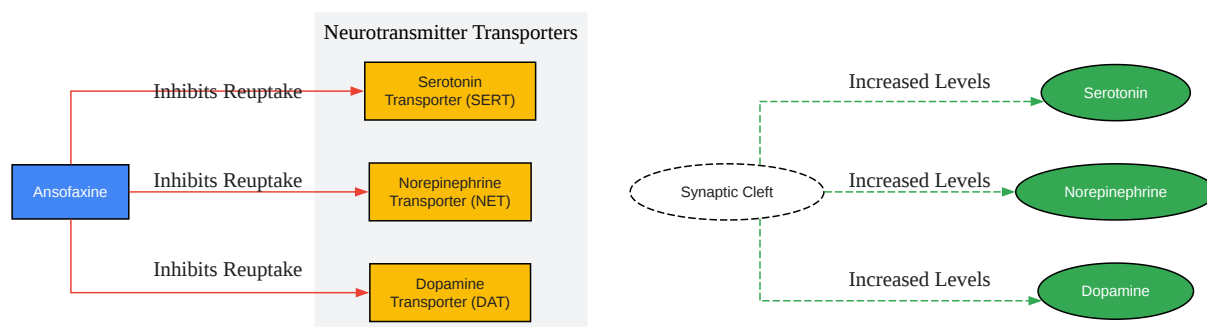 Neurotransmitter Transporters
Inhibits Reuptake
Serotonin
Transporter (SERT)
Ansofaxine
Inhibits Reuptake
Norepinephrine
Transporter (NET)
Inhibits Reuptake
Dopamine
Transporter (DAT)
Increased Levels
Serotonin
Synaptic Cleft
Increased Levels
Norepinephrine
Increased Levels
Dopamine